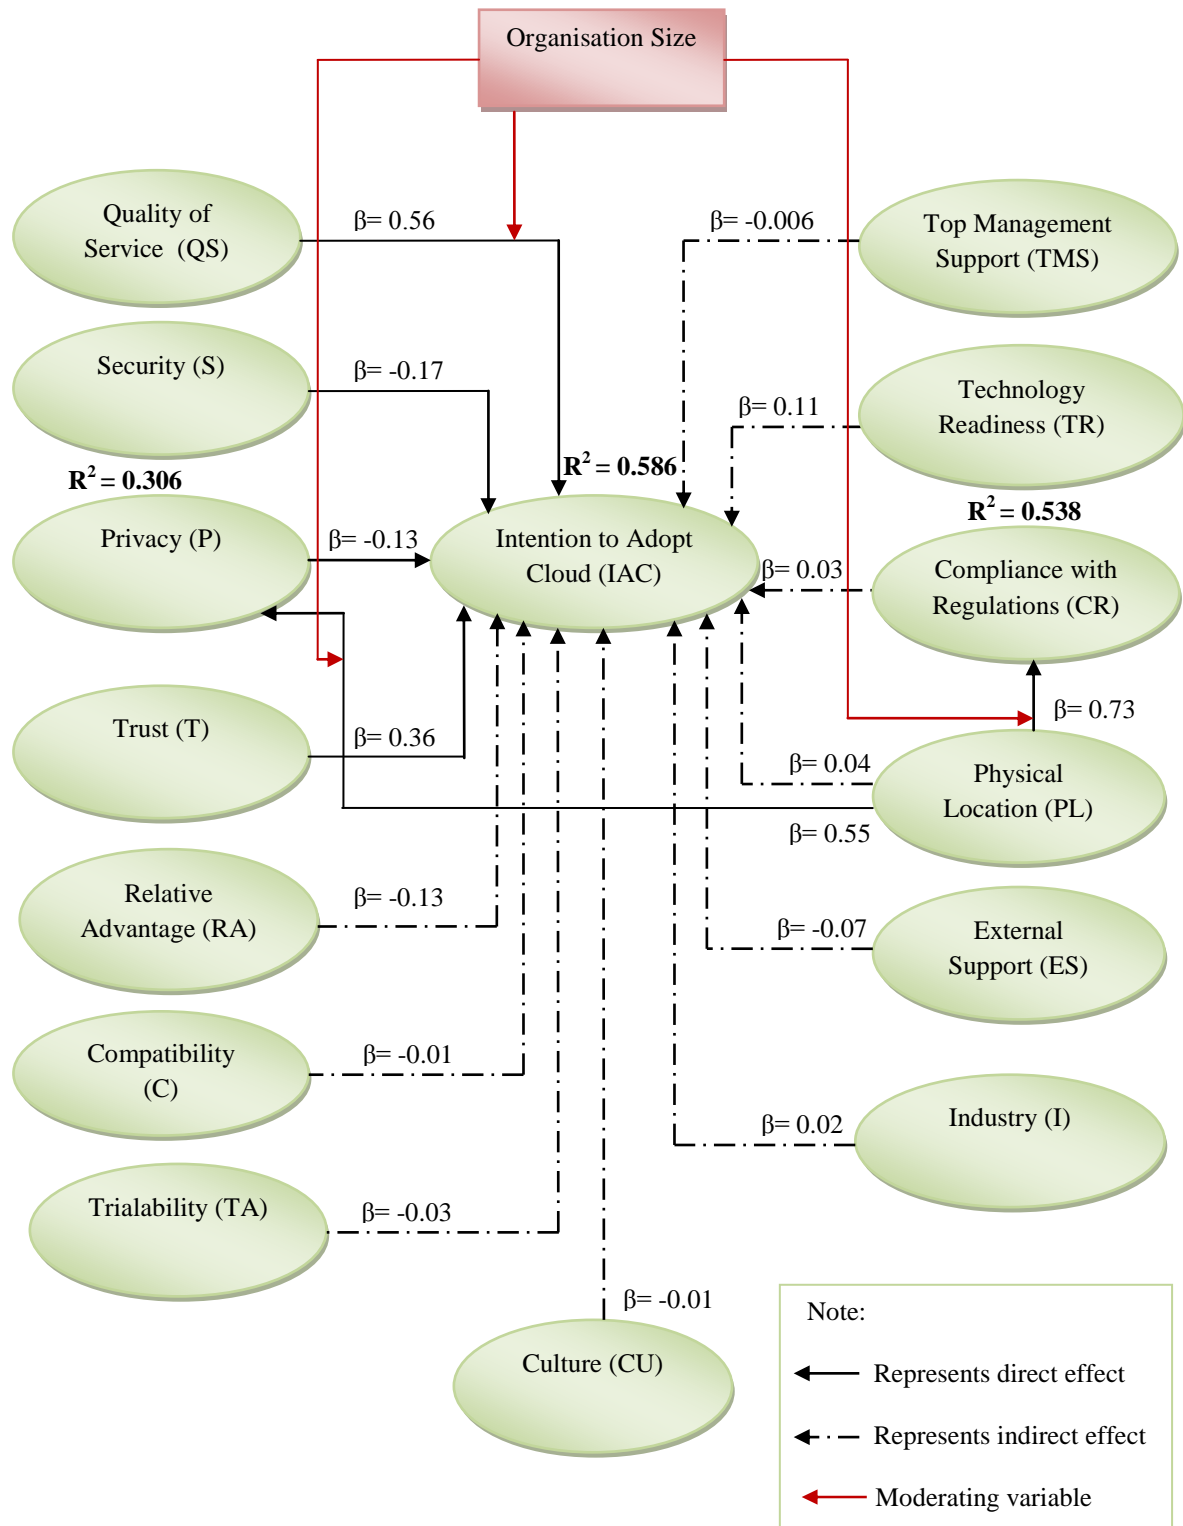 Organisation Size
Quality of
Service (QS)
β= 0.56
β= -0.006
Top Management
Support (TMS)
Security (S)
β= -0.17
Technology
Readiness (TR)
β= 0.11
R² = 0.306
R² = 0.586
R² = 0.538
Privacy (P)
β= -0.13
Intention to Adopt
Cloud (IAC)
β= 0.03
Compliance with
Regulations (CR)
Trust (T)
β= 0.36
β= 0.73
β= 0.04
Physical
Location (PL)
β= 0.55
Relative
Advantage (RA)
β= -0.13
β= -0.07
External
Support (ES)
Compatibility
(C)
β= -0.01
β= 0.02
Industry (I)
Trialability (TA)
β= -0.03
β= -0.01
Culture (CU)
Note:
Represents direct effect
Represents indirect effect
Moderating variable